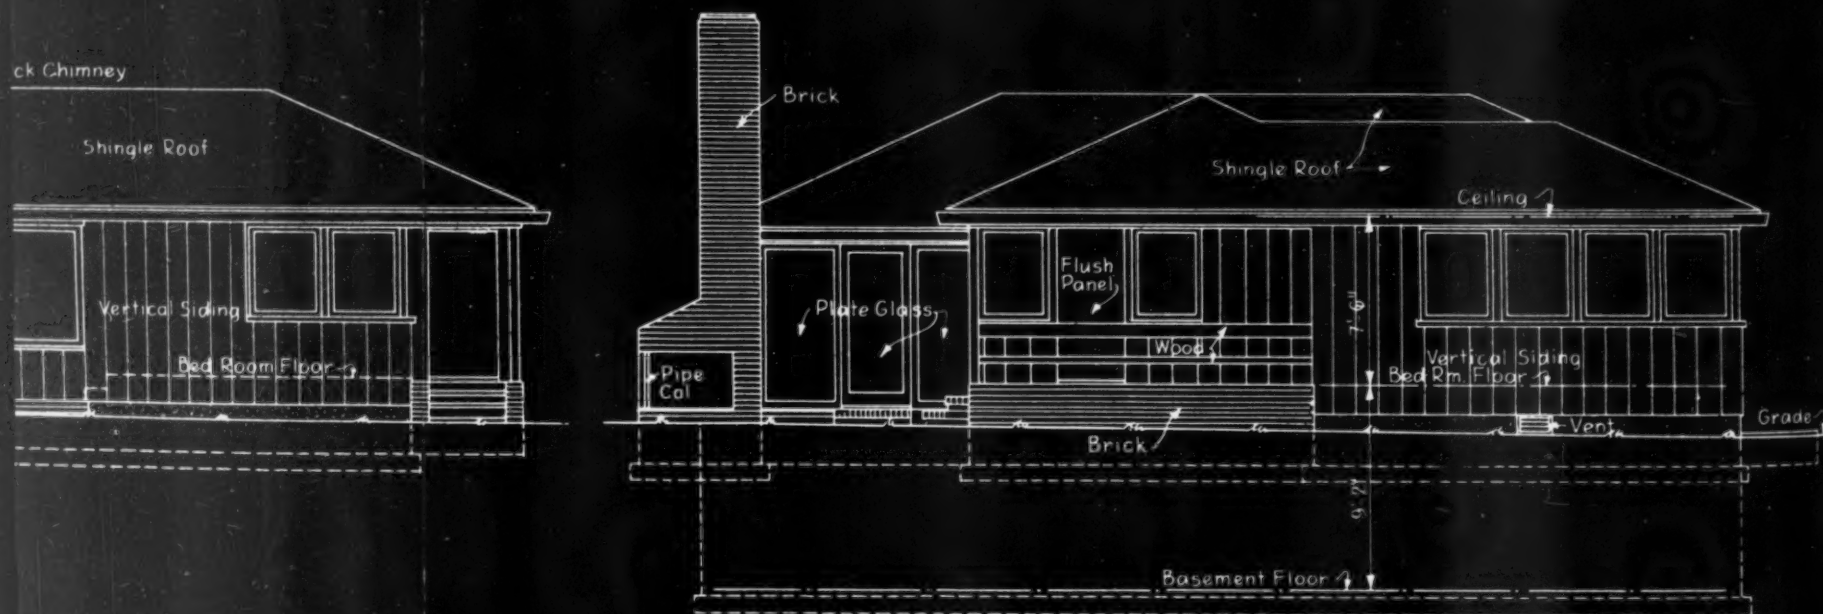 ck Chimney
Shingle Roof
Vertical Siding
Bed Room Floor
Brick
Shingle Roof
Ceiling
Flush
Panel
Plate Glass
7'-6"
Wood
Vertical Siding
Bed Rm. Floor
Pipe
Col
Grade
Vent
Brick
9'-2"
Basement Floor